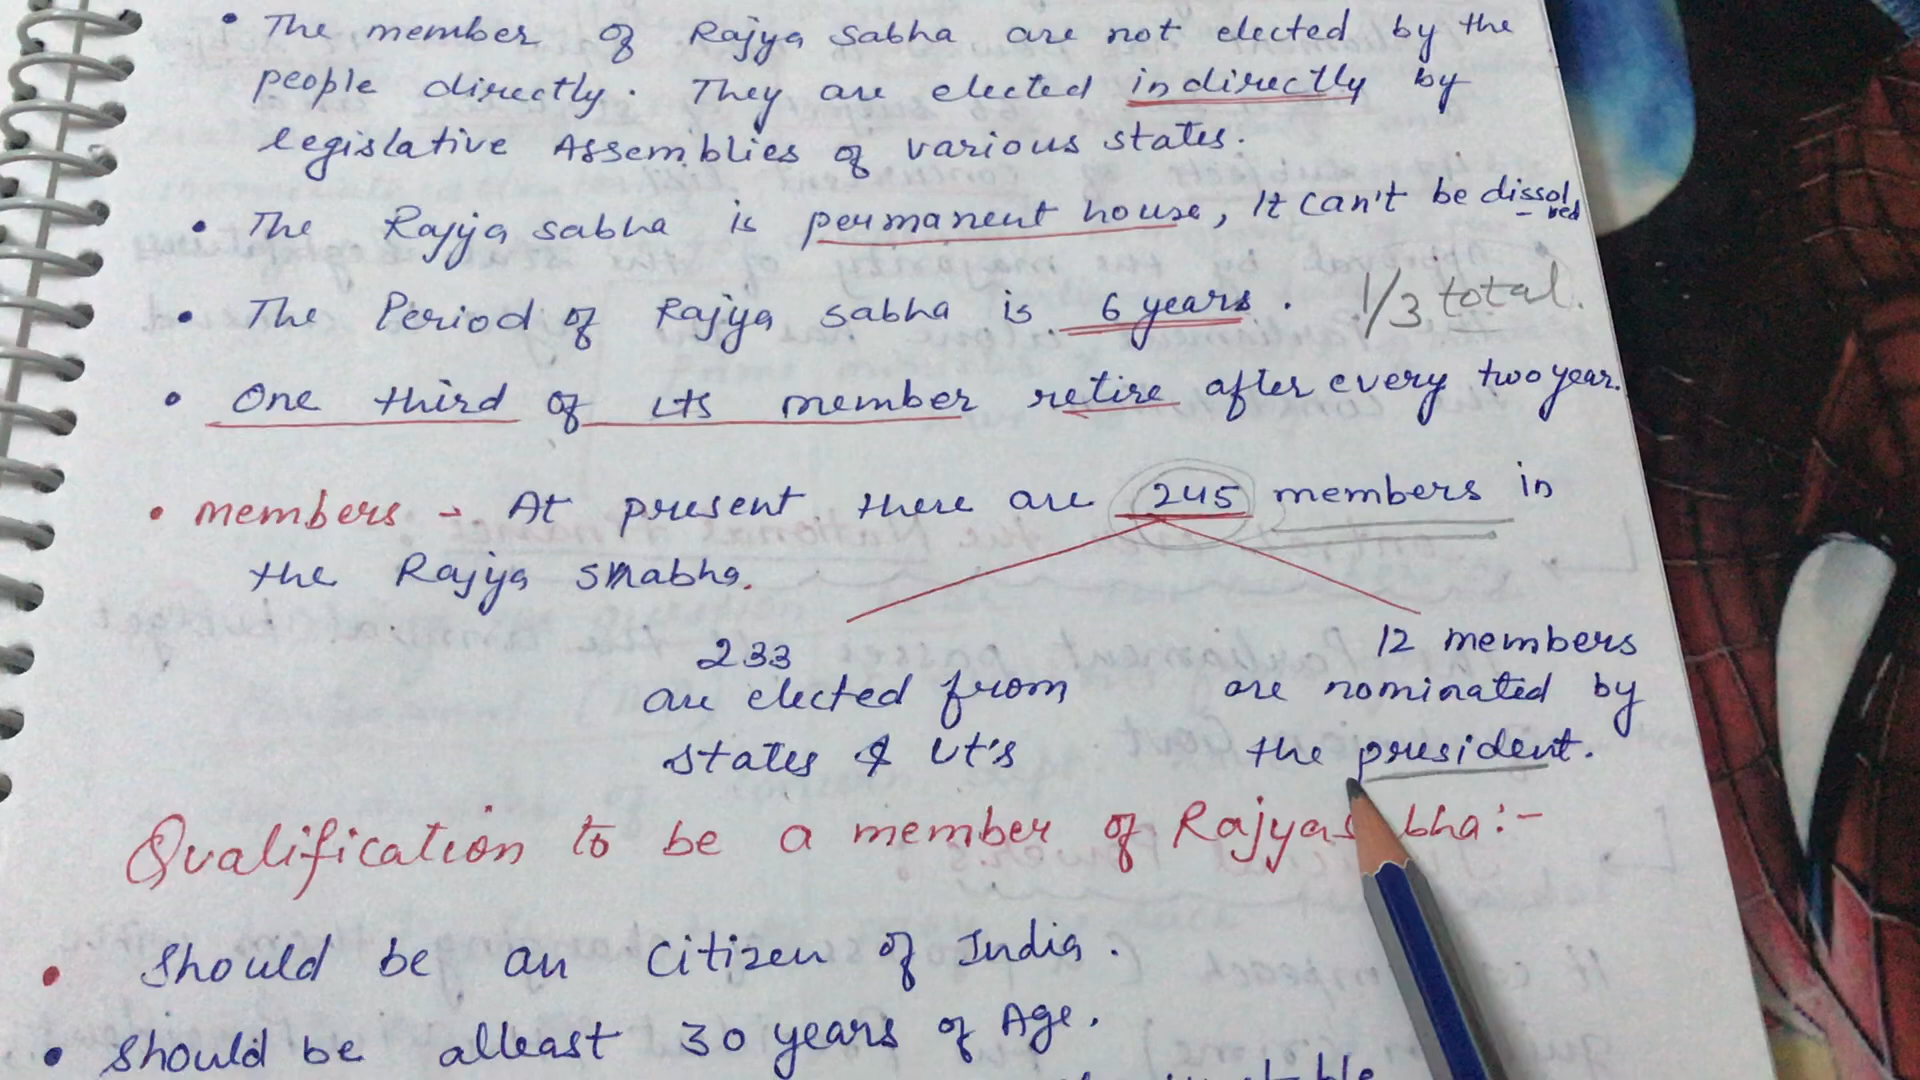 • The member of Rajya Sabha are not elected by the
people directly. They are elected indirectly by
legislative Assemblies of various states.
• The Rajya sabha is permanent house, It can't be dissol
- ved
• The Period of Rajya sabha is 6 years. 1/3 total.
• One third of its member retire after every two year.
• members - At present there are 245 members in
the Rajya Sabha.
233 12 members
are elected from are nominated by
states & Ut's the president.
Qualification to be a member of Rajyas bha:-
• Should be an Citizen of India.
• Should be atleast 30 years of Age.